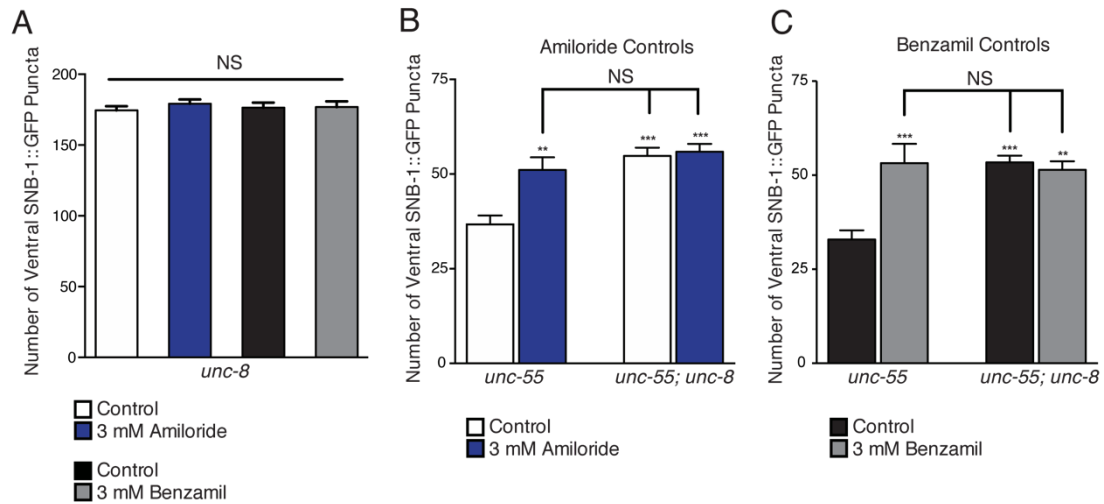 A
Number of Ventral SNB-1::GFP Puncta
200
150
100
50
0
NS
unc-8
Control
3 mM Amiloride
Control
3 mM Benzamil
B
Amiloride Controls
Number of Ventral SNB-1::GFP Puncta
75
50
25
0
NS
**
***
***
unc-55
unc-55; unc-8
Control
3 mM Amiloride
C
Benzamil Controls
Number of Ventral SNB-1::GFP Puncta
75
50
25
0
NS
***
***
**
unc-55
unc-55; unc-8
Control
3 mM Benzamil